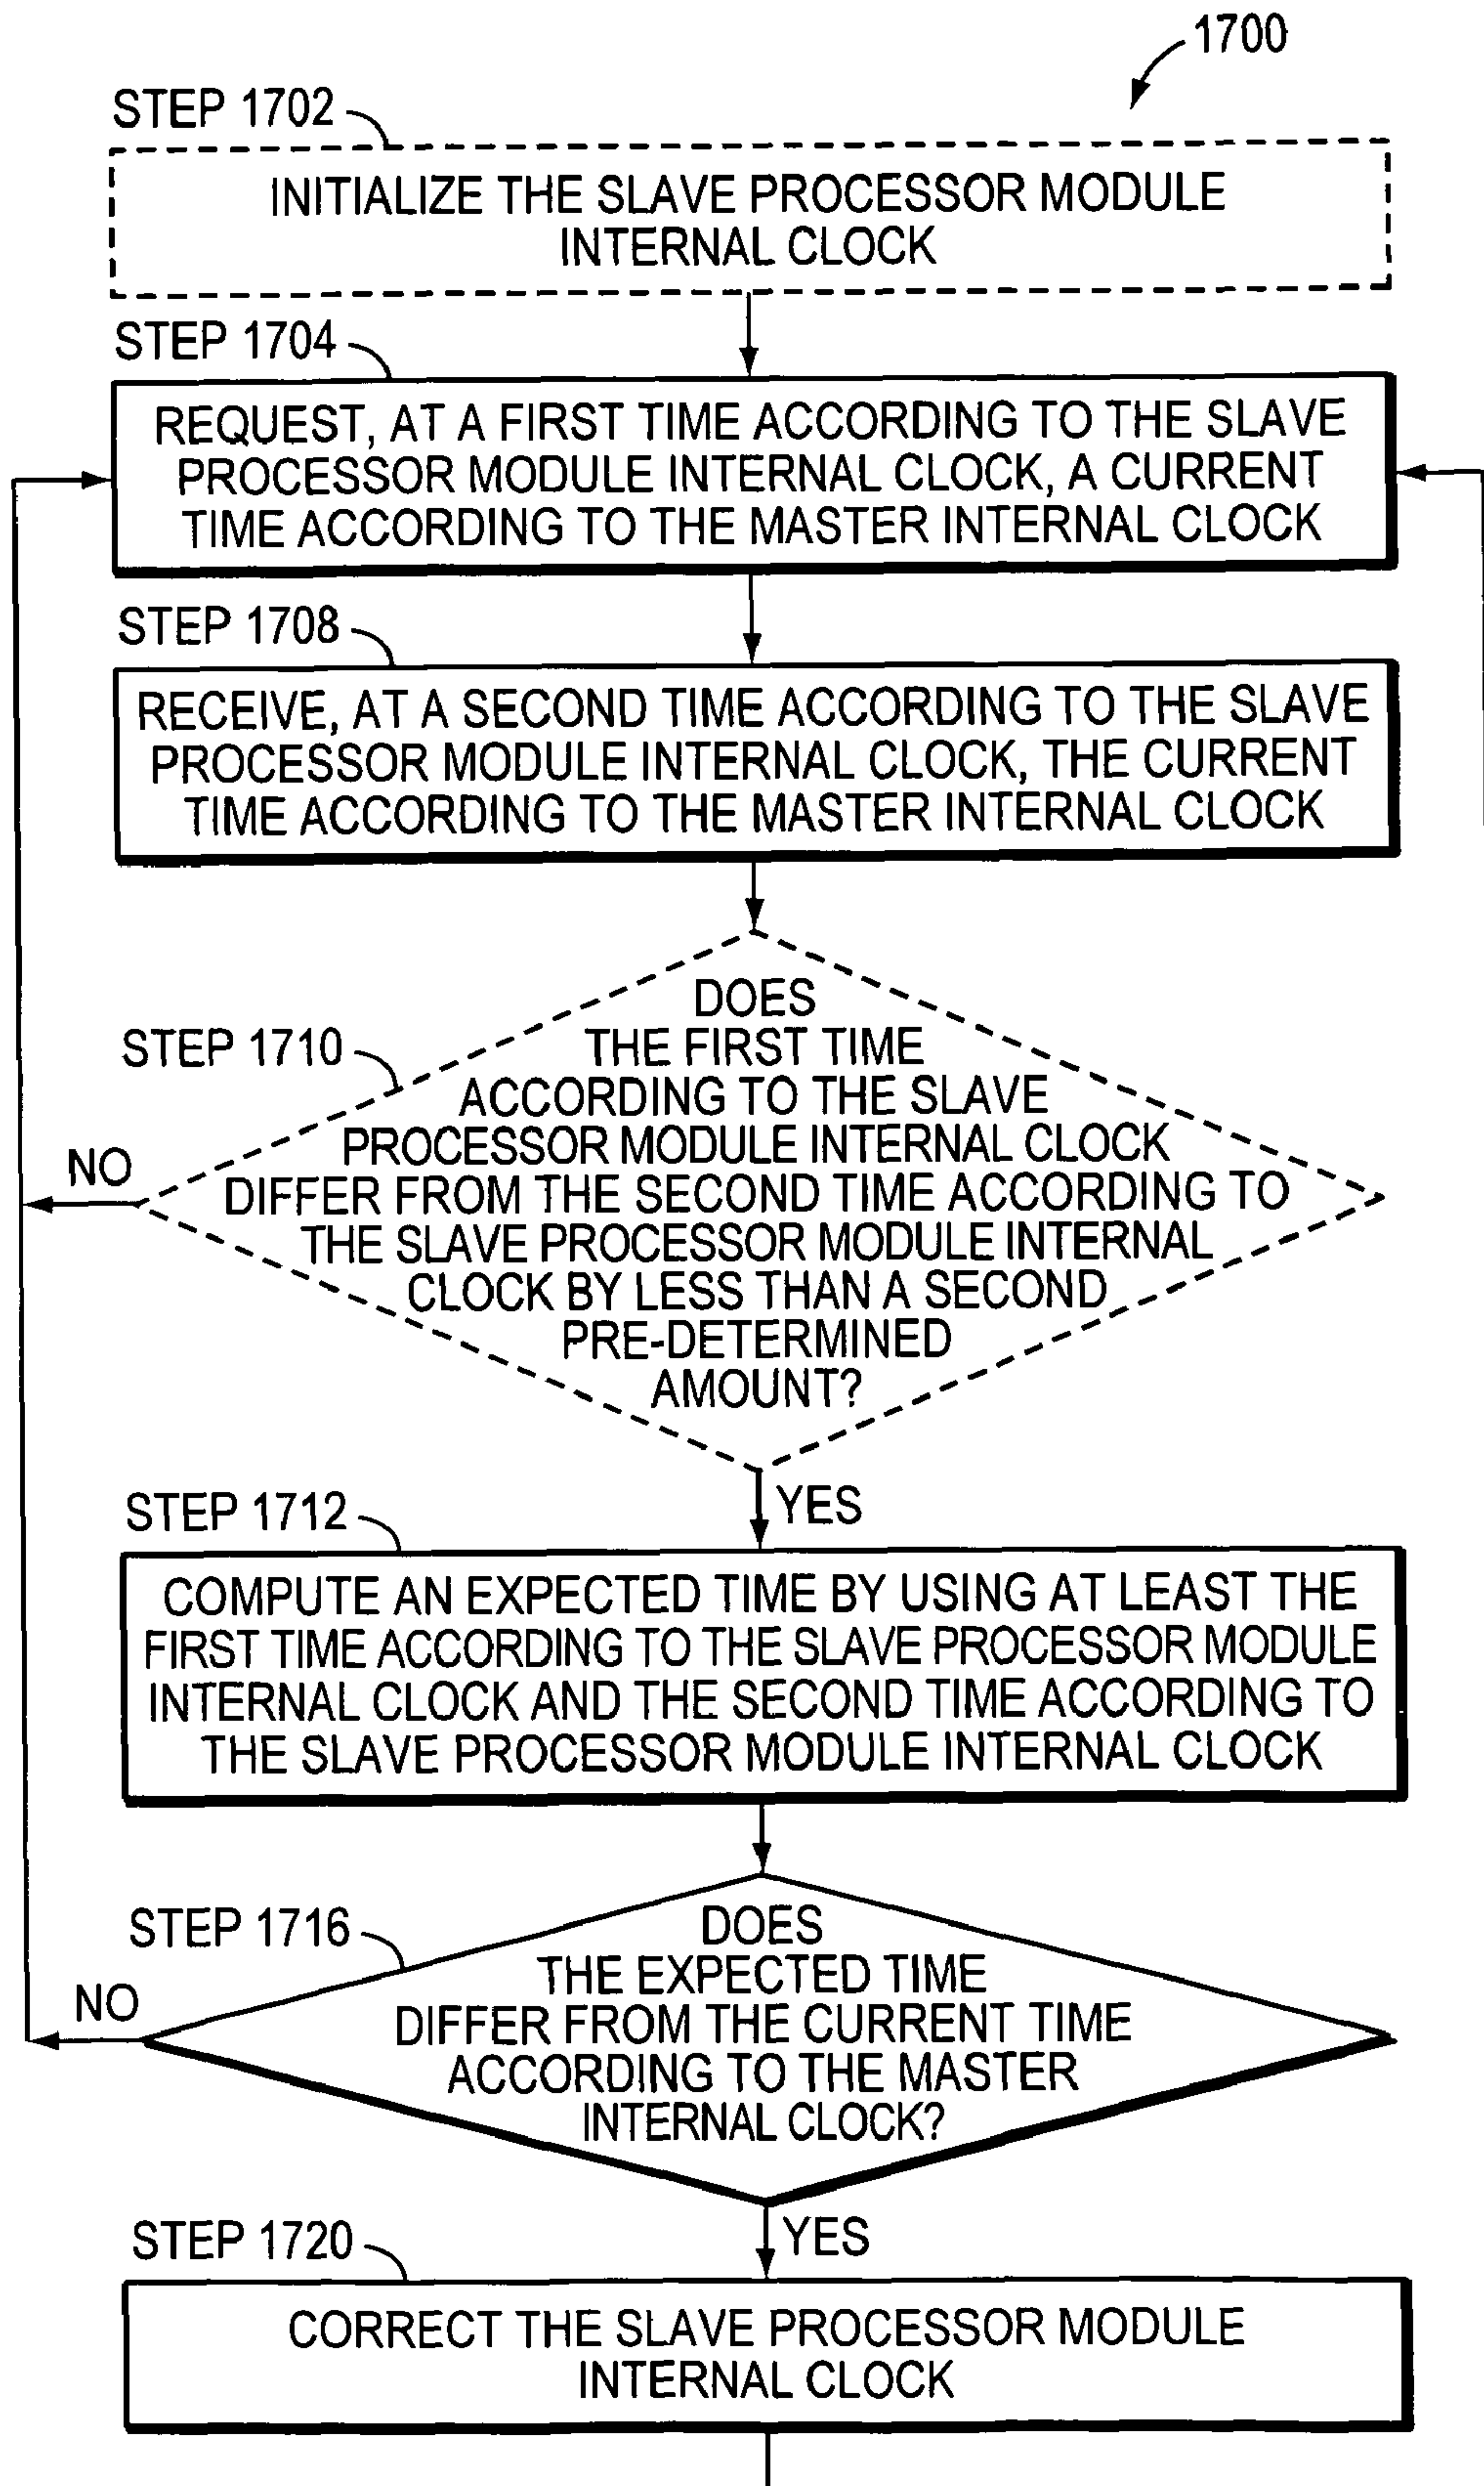 1700
STEP 1702
INITIALIZE THE SLAVE PROCESSOR MODULE
INTERNAL CLOCK
STEP 1704
REQUEST, AT A FIRST TIME ACCORDING TO THE SLAVE
PROCESSOR MODULE INTERNAL CLOCK, A CURRENT
TIME ACCORDING TO THE MASTER INTERNAL CLOCK
STEP 1708
RECEIVE, AT A SECOND TIME ACCORDING TO THE SLAVE
PROCESSOR MODULE INTERNAL CLOCK, THE CURRENT
TIME ACCORDING TO THE MASTER INTERNAL CLOCK
STEP 1710
DOES
THE FIRST TIME
ACCORDING TO THE SLAVE
PROCESSOR MODULE INTERNAL CLOCK
DIFFER FROM THE SECOND TIME ACCORDING TO
THE SLAVE PROCESSOR MODULE INTERNAL
CLOCK BY LESS THAN A SECOND
PRE-DETERMINED
AMOUNT?
NO
YES
STEP 1712
COMPUTE AN EXPECTED TIME BY USING AT LEAST THE
FIRST TIME ACCORDING TO THE SLAVE PROCESSOR MODULE
INTERNAL CLOCK AND THE SECOND TIME ACCORDING TO
THE SLAVE PROCESSOR MODULE INTERNAL CLOCK
STEP 1716
DOES
THE EXPECTED TIME
DIFFER FROM THE CURRENT TIME
ACCORDING TO THE MASTER
INTERNAL CLOCK?
NO
YES
STEP 1720
CORRECT THE SLAVE PROCESSOR MODULE
INTERNAL CLOCK